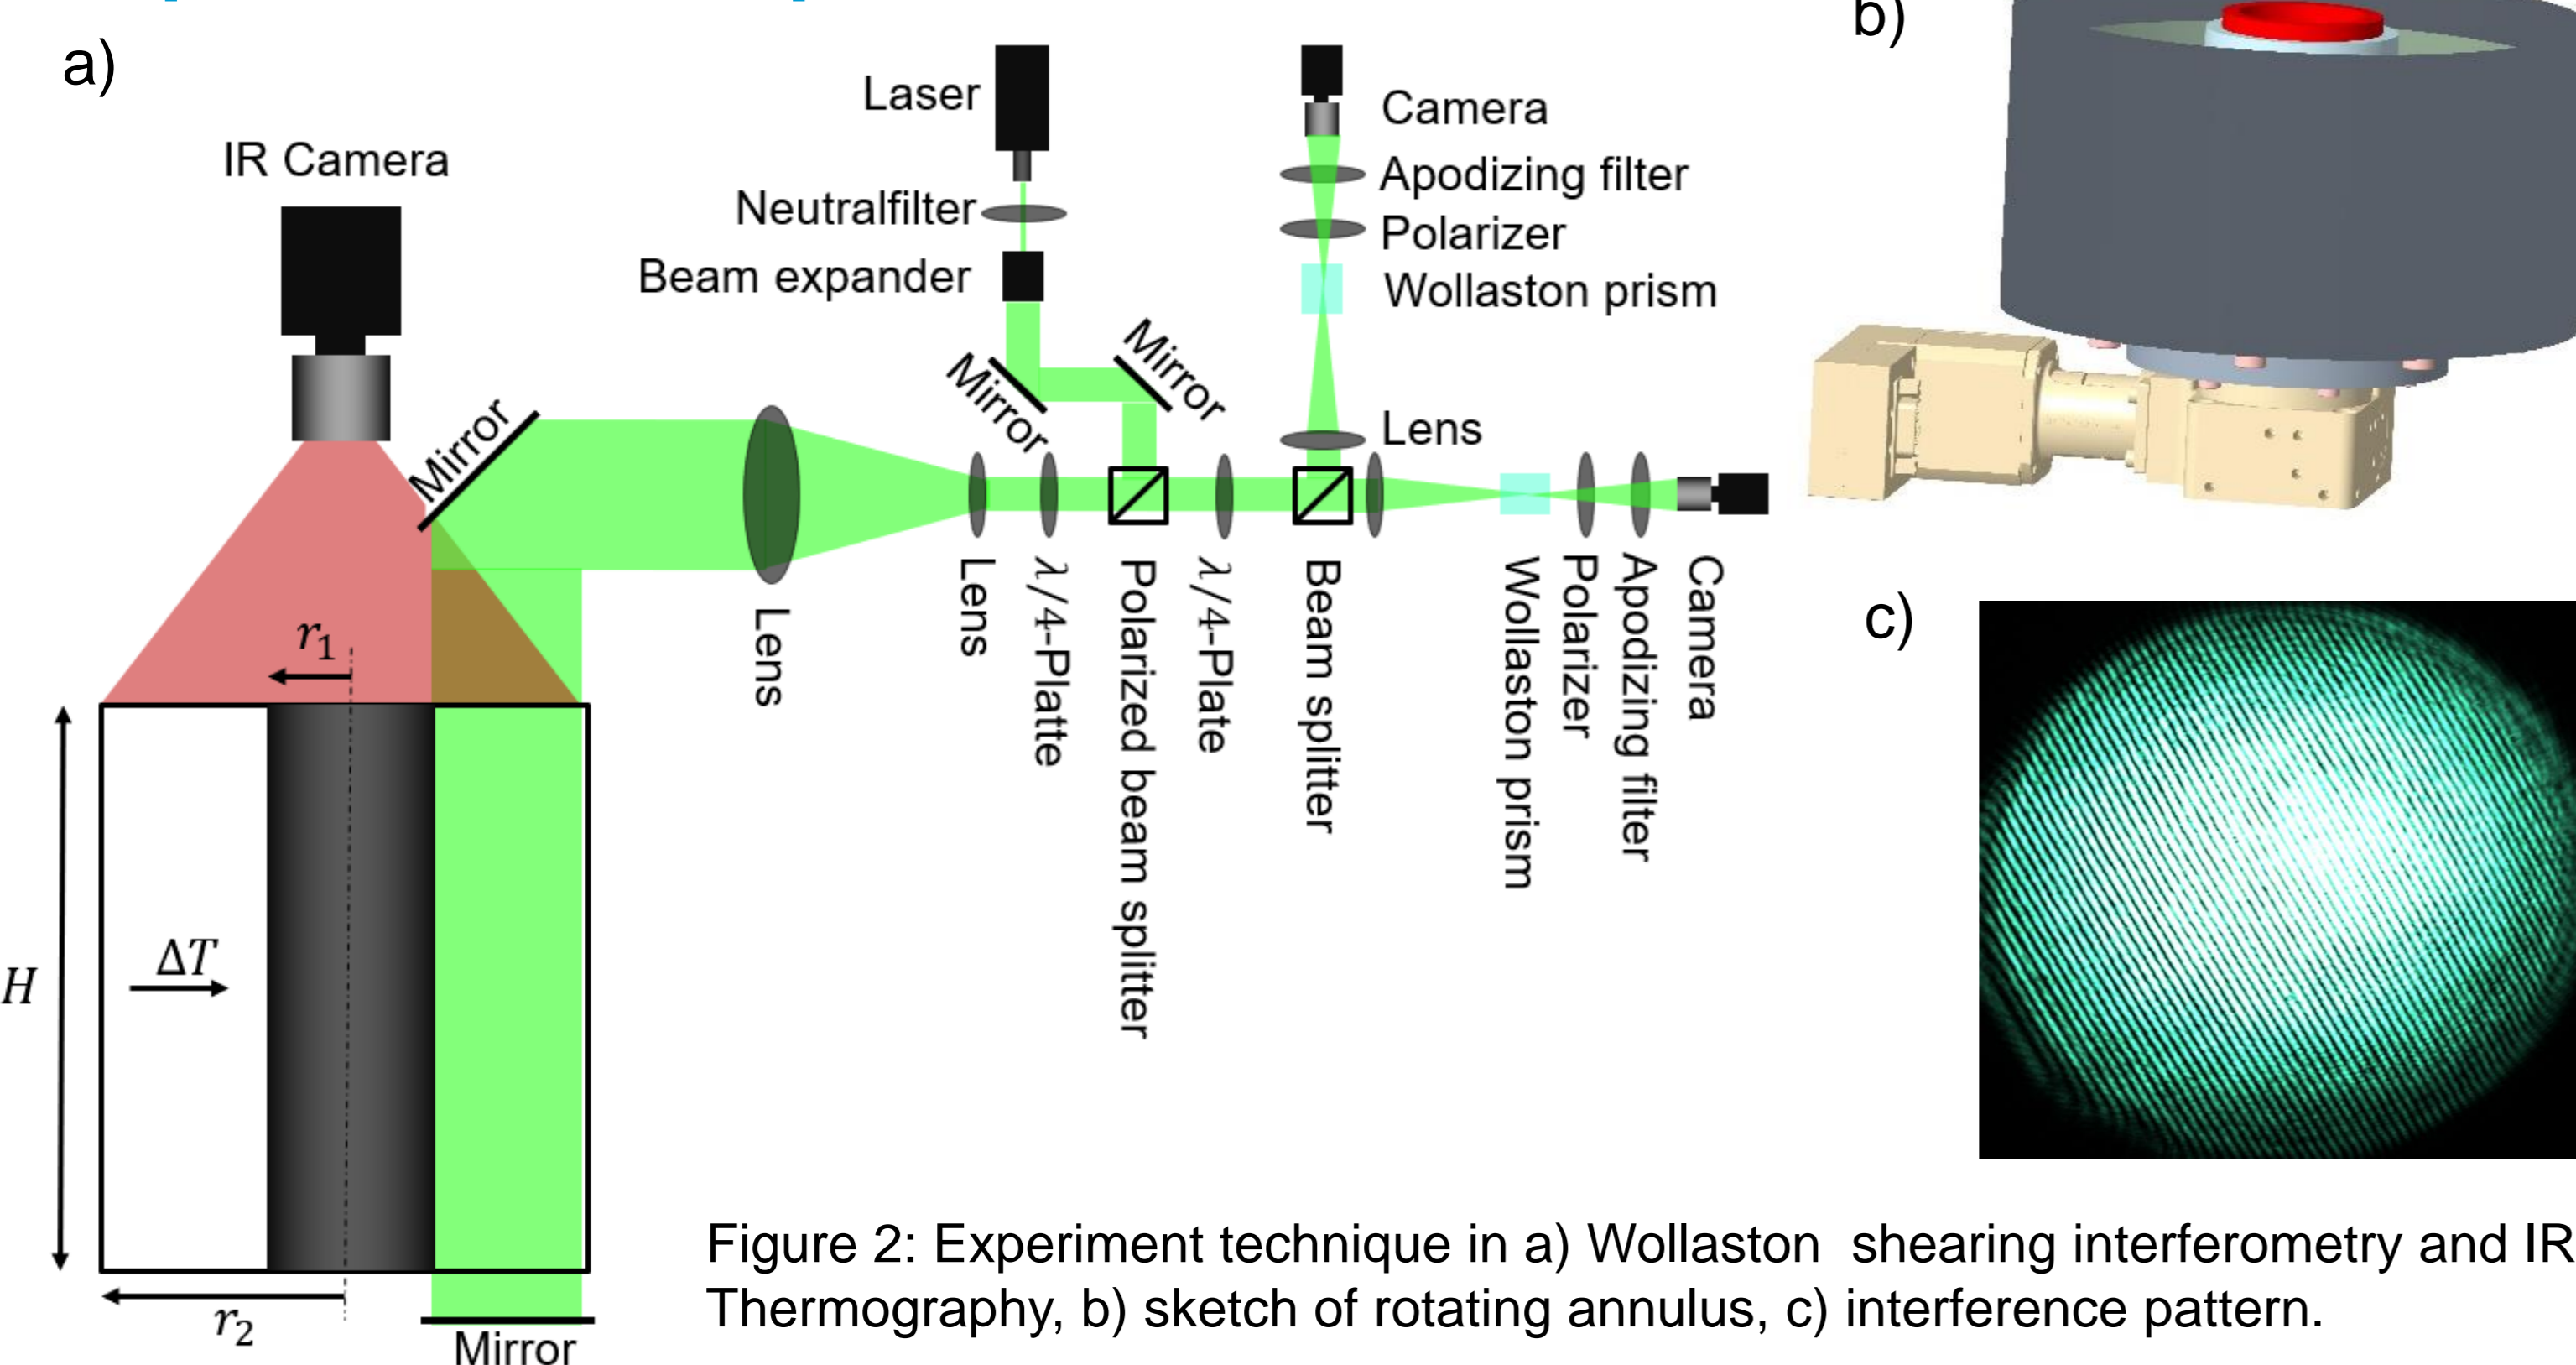 a)
IR Camera
Laser
Neutralfilter
Beam expander
Mirror
Mirror
Mirror
Camera
Apodizing filter
Polarizer
Wollaston prism
Lens
Lens
Lens
λ/4-Platte
Polarized beam splitter
λ/4-Plate
Beam splitter
Wollaston prism
Polarizer
Apodizing filter
Camera
r₁
ΔT
H
r₂
Mirror
b)
c)
Figure 2: Experiment technique in a) Wollaston shearing interferometry and IR
Thermography, b) sketch of rotating annulus, c) interference pattern.